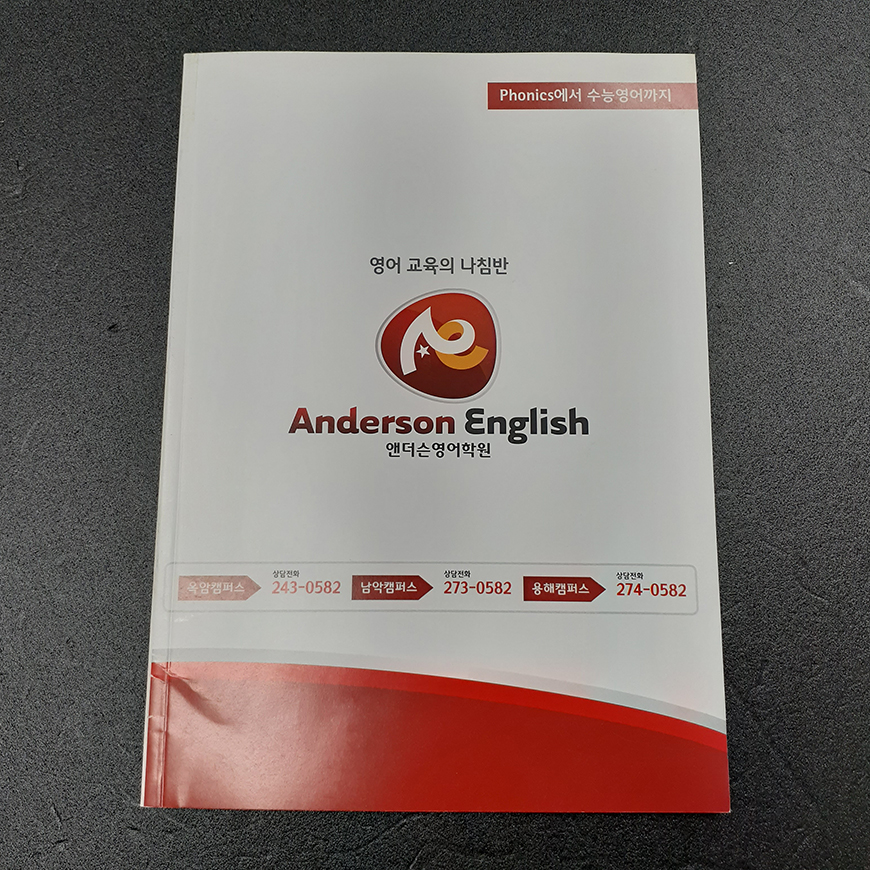 Phonics에서 수능영어까지
영어 교육의 나침반
Anderson English
앤더슨영어학원
옥암캠퍼스 상담전화 243-0582 남악캠퍼스 상담전화 273-0582 용해캠퍼스 상담전화 274-0582